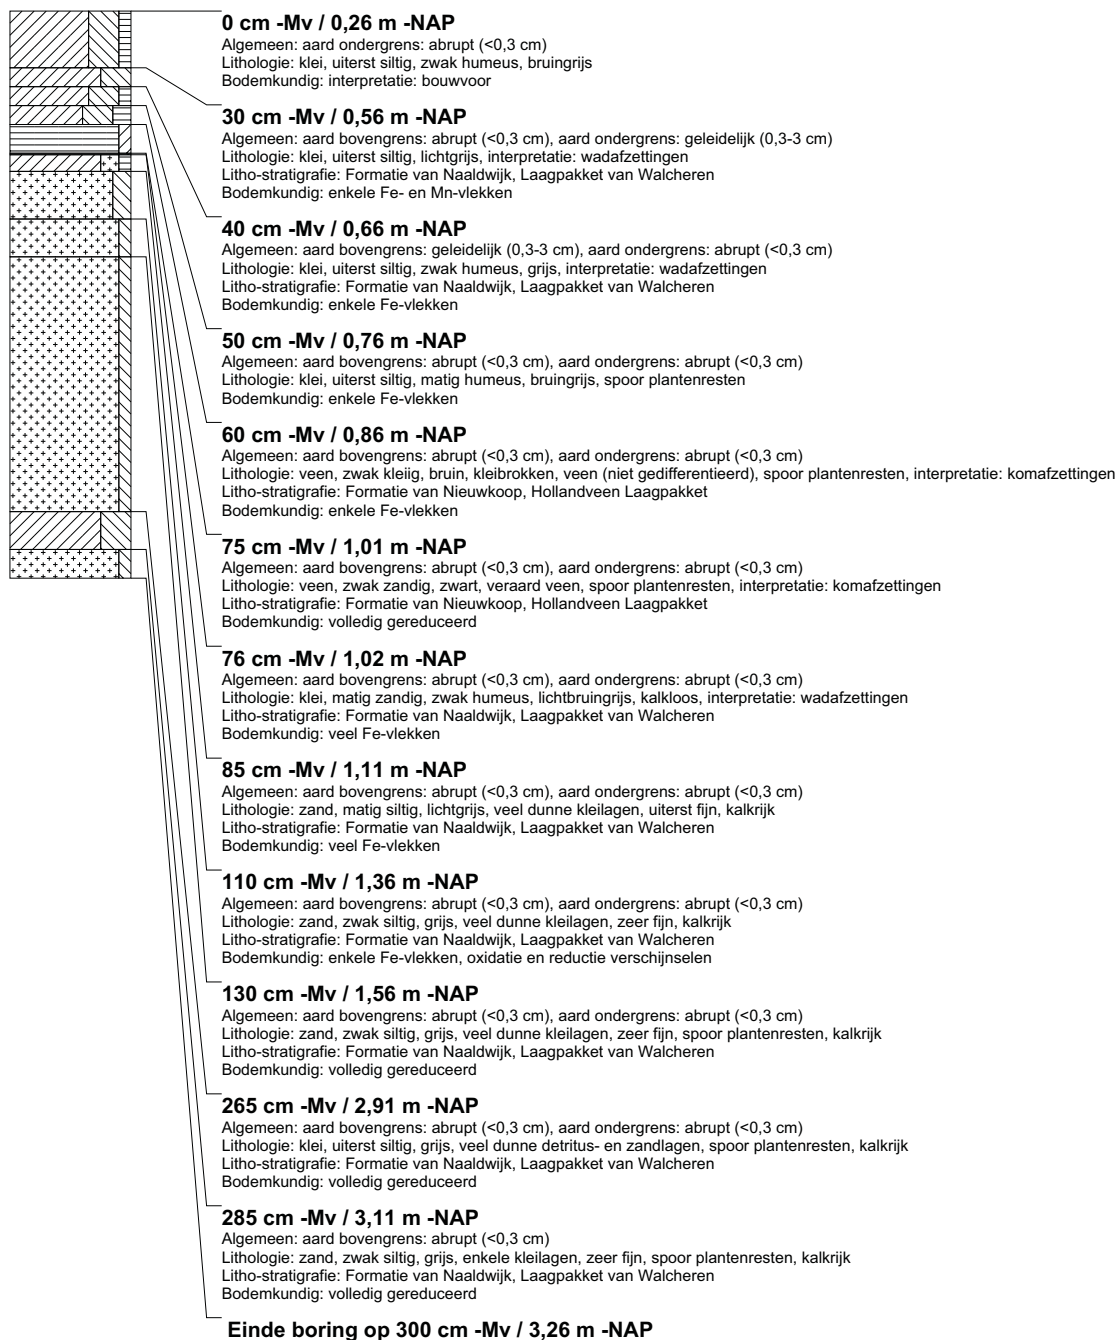 0 cm -Mv / 0,26 m -NAP
Algemeen: aard ondergrens: abrupt (<0,3 cm)
Lithologie: klei, uiterst siltig, zwak humeus, bruingrijs
Bodemkundig: interpretatie: bouwvoor
30 cm -Mv / 0,56 m -NAP
Algemeen: aard bovengrens: abrupt (<0,3 cm), aard ondergrens: geleidelijk (0,3-3 cm)
Lithologie: klei, uiterst siltig, lichtgrijs, interpretatie: wadafzettingen
Litho-stratigrafie: Formatie van Naaldwijk, Laagpakket van Walcheren
Bodemkundig: enkele Fe- en Mn-vlekken
40 cm -Mv / 0,66 m -NAP
Algemeen: aard bovengrens: geleidelijk (0,3-3 cm), aard ondergrens: abrupt (<0,3 cm)
Lithologie: klei, uiterst siltig, zwak humeus, grijs, interpretatie: wadafzettingen
Litho-stratigrafie: Formatie van Naaldwijk, Laagpakket van Walcheren
Bodemkundig: enkele Fe-vlekken
50 cm -Mv / 0,76 m -NAP
Algemeen: aard bovengrens: abrupt (<0,3 cm), aard ondergrens: abrupt (<0,3 cm)
Lithologie: klei, uiterst siltig, matig humeus, bruingrijs, spoor plantenresten
Bodemkundig: enkele Fe-vlekken
60 cm -Mv / 0,86 m -NAP
Algemeen: aard bovengrens: abrupt (<0,3 cm), aard ondergrens: abrupt (<0,3 cm)
Lithologie: veen, zwak kleiig, bruin, kleibrokken, veen (niet gedifferentieerd), spoor plantenresten, interpretatie: komafzettingen
Litho-stratigrafie: Formatie van Nieuwkoop, Hollandveen Laagpakket
Bodemkundig: enkele Fe-vlekken
75 cm -Mv / 1,01 m -NAP
Algemeen: aard bovengrens: abrupt (<0,3 cm), aard ondergrens: abrupt (<0,3 cm)
Lithologie: veen, zwak zandig, zwart, veraard veen, spoor plantenresten, interpretatie: komafzettingen
Litho-stratigrafie: Formatie van Nieuwkoop, Hollandveen Laagpakket
Bodemkundig: volledig gereduceerd
76 cm -Mv / 1,02 m -NAP
Algemeen: aard bovengrens: abrupt (<0,3 cm), aard ondergrens: abrupt (<0,3 cm)
Lithologie: klei, matig zandig, zwak humeus, lichtbruingrijs, kalkloos, interpretatie: wadafzettingen
Litho-stratigrafie: Formatie van Naaldwijk, Laagpakket van Walcheren
Bodemkundig: veel Fe-vlekken
85 cm -Mv / 1,11 m -NAP
Algemeen: aard bovengrens: abrupt (<0,3 cm), aard ondergrens: abrupt (<0,3 cm)
Lithologie: zand, matig siltig, lichtgrijs, veel dunne kleilagen, uiterst fijn, kalkrijk
Litho-stratigrafie: Formatie van Naaldwijk, Laagpakket van Walcheren
Bodemkundig: veel Fe-vlekken
110 cm -Mv / 1,36 m -NAP
Algemeen: aard bovengrens: abrupt (<0,3 cm), aard ondergrens: abrupt (<0,3 cm)
Lithologie: zand, zwak siltig, grijs, veel dunne kleilagen, zeer fijn, kalkrijk
Litho-stratigrafie: Formatie van Naaldwijk, Laagpakket van Walcheren
Bodemkundig: enkele Fe-vlekken, oxidatie en reductie verschijnselen
130 cm -Mv / 1,56 m -NAP
Algemeen: aard bovengrens: abrupt (<0,3 cm), aard ondergrens: abrupt (<0,3 cm)
Lithologie: zand, zwak siltig, grijs, veel dunne kleilagen, zeer fijn, spoor plantenresten, kalkrijk
Litho-stratigrafie: Formatie van Naaldwijk, Laagpakket van Walcheren
Bodemkundig: volledig gereduceerd
265 cm -Mv / 2,91 m -NAP
Algemeen: aard bovengrens: abrupt (<0,3 cm), aard ondergrens: abrupt (<0,3 cm)
Lithologie: klei, uiterst siltig, grijs, veel dunne detritus- en zandlagen, spoor plantenresten, kalkrijk
Litho-stratigrafie: Formatie van Naaldwijk, Laagpakket van Walcheren
Bodemkundig: volledig gereduceerd
285 cm -Mv / 3,11 m -NAP
Algemeen: aard bovengrens: abrupt (<0,3 cm)
Lithologie: zand, zwak siltig, grijs, enkele kleilagen, zeer fijn, spoor plantenresten, kalkrijk
Litho-stratigrafie: Formatie van Naaldwijk, Laagpakket van Walcheren
Bodemkundig: volledig gereduceerd
Einde boring op 300 cm -Mv / 3,26 m -NAP